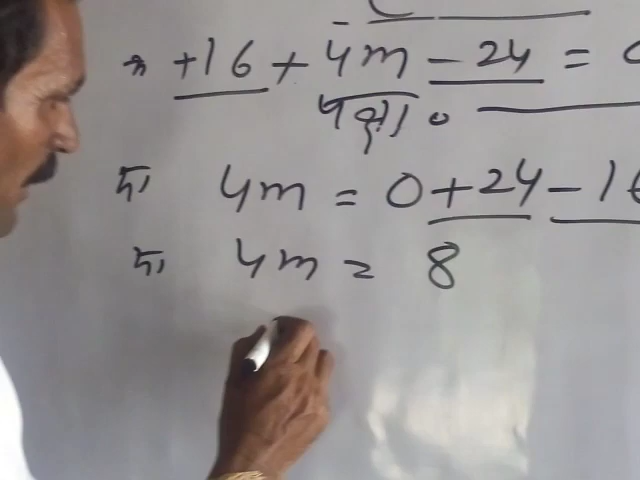 +16 + 4m - 24 = 0
4m = 0 + 24 - 16
या 4m = 8